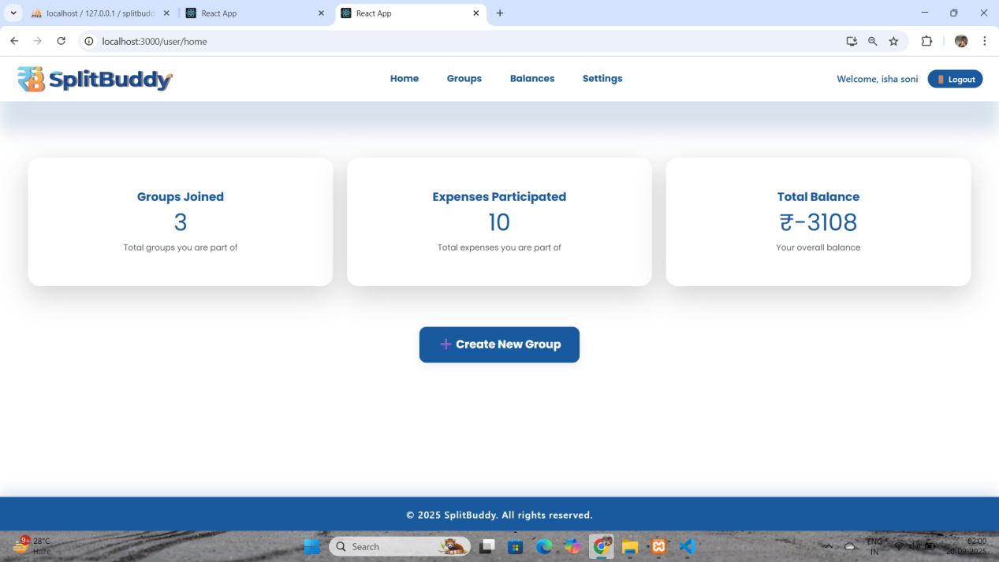 localhost / 127.0.0.1 / splitbudd
React App
React App
localhost:3000/user/home
SplitBuddy
Home
Groups
Balances
Settings
Welcome, isha soni
Logout
Groups Joined
3
Total groups you are part of
Expenses Participated
10
Total expenses you are part of
Total Balance
₹-3108
Your overall balance
Create New Group
© 2025 SplitBuddy. All rights reserved.
9+
28°C
Haze
Search
ENG
IN
02:00
20-09-2025